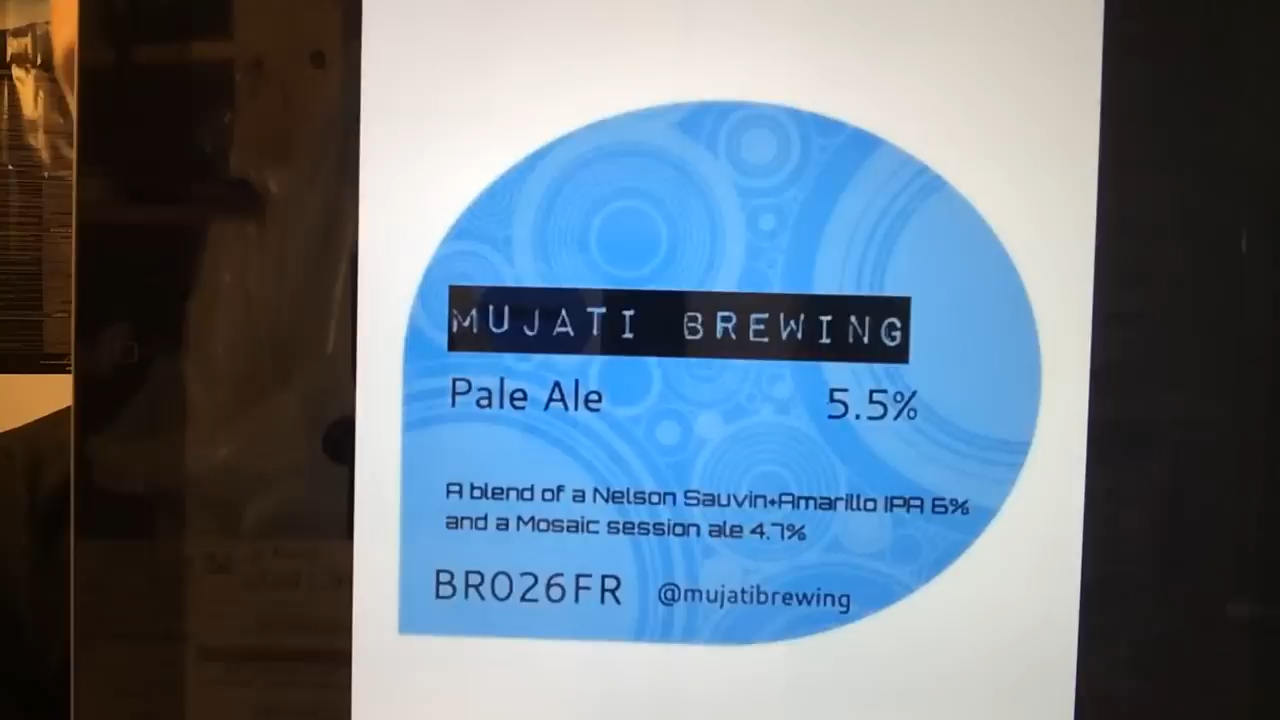 MUJATI BREWING
Pale Ale 5.5%
A blend of a Nelson Sauvin+Amarillo IPA 6%
and a Mosaic session ale 4.7%
BR026FR @mujatibrewing